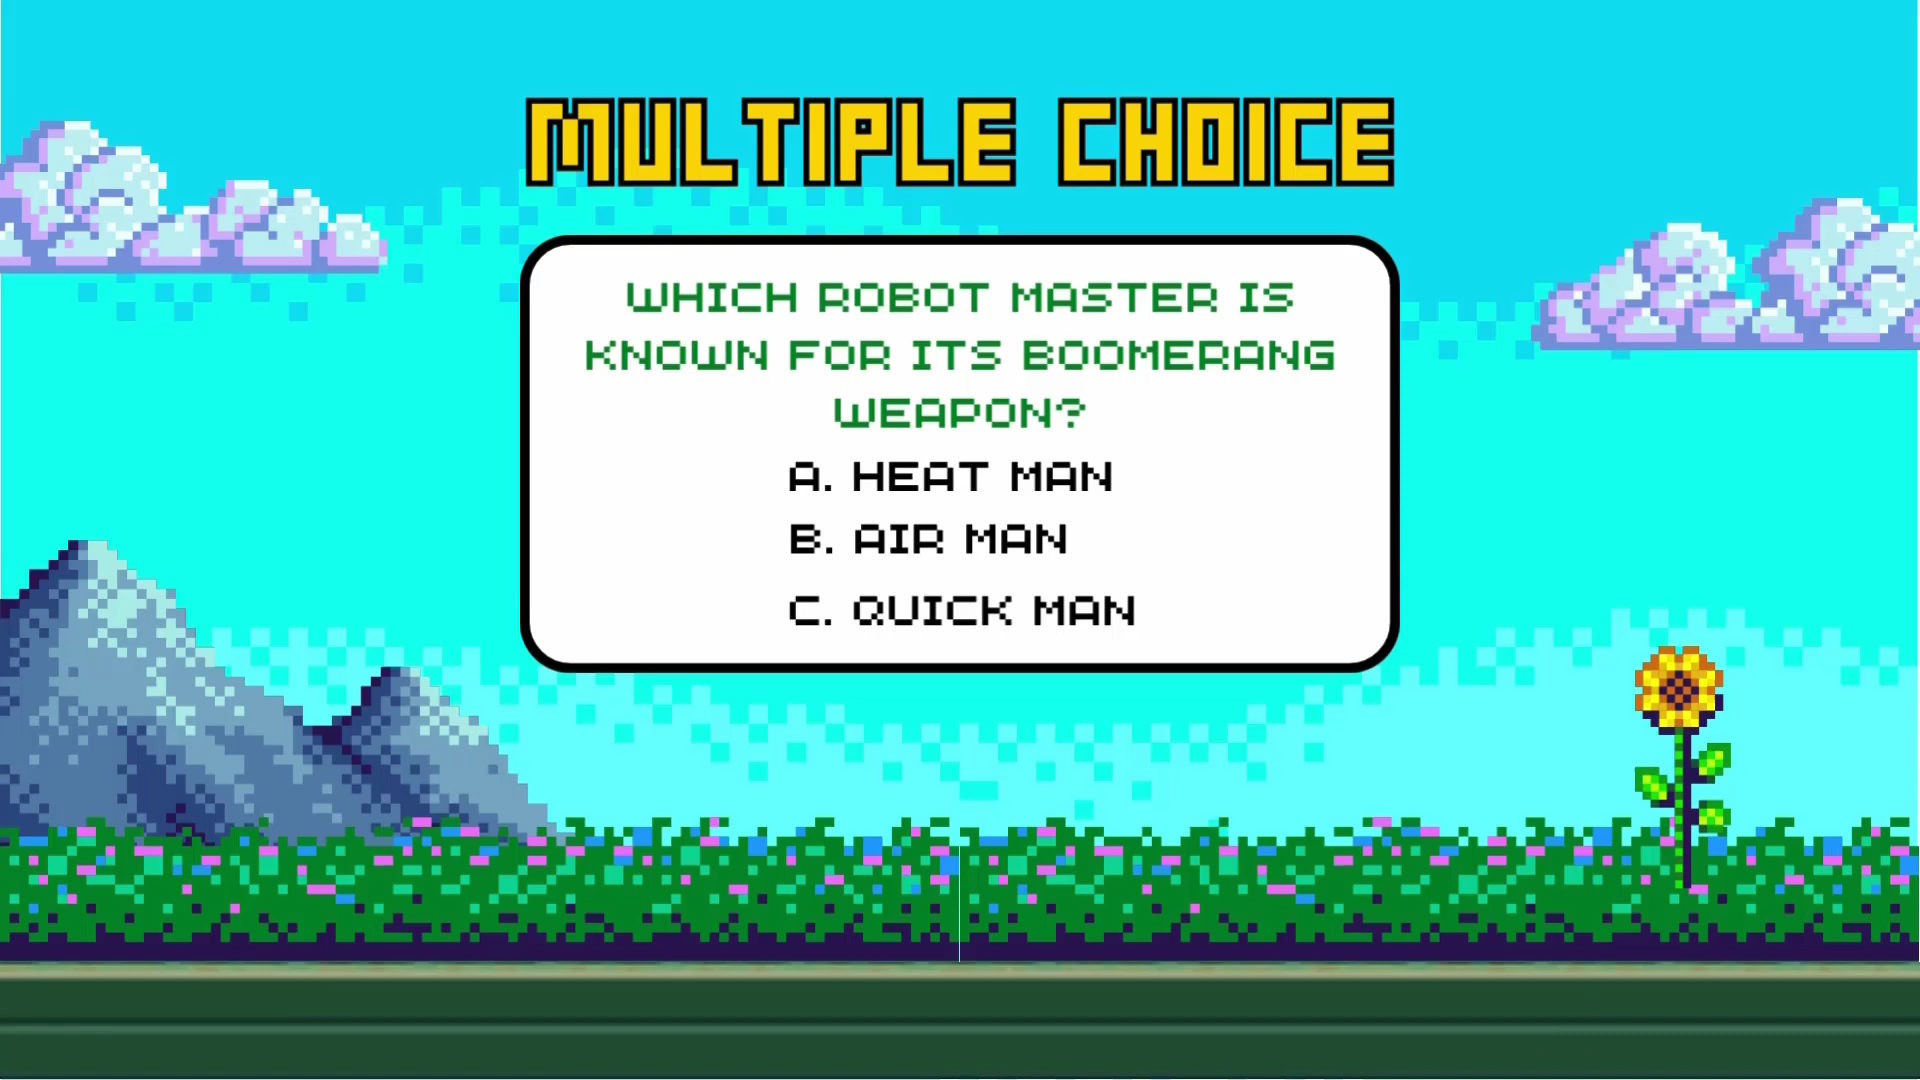 MULTIPLE CHOICE
WHICH ROBOT MASTER IS
KNOWN FOR ITS BOOMERANG
WEAPON?
A. HEAT MAN
B. AIR MAN
C. QUICK MAN